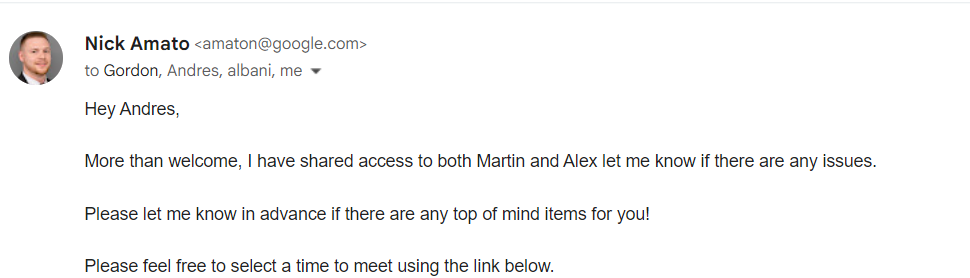 Nick Amato <amaton@google.com>
to Gordon, Andres, albani, me
Hey Andres,
More than welcome, I have shared access to both Martin and Alex let me know if there are any issues.
Please let me know in advance if there are any top of mind items for you!
Please feel free to select a time to meet using the link below.